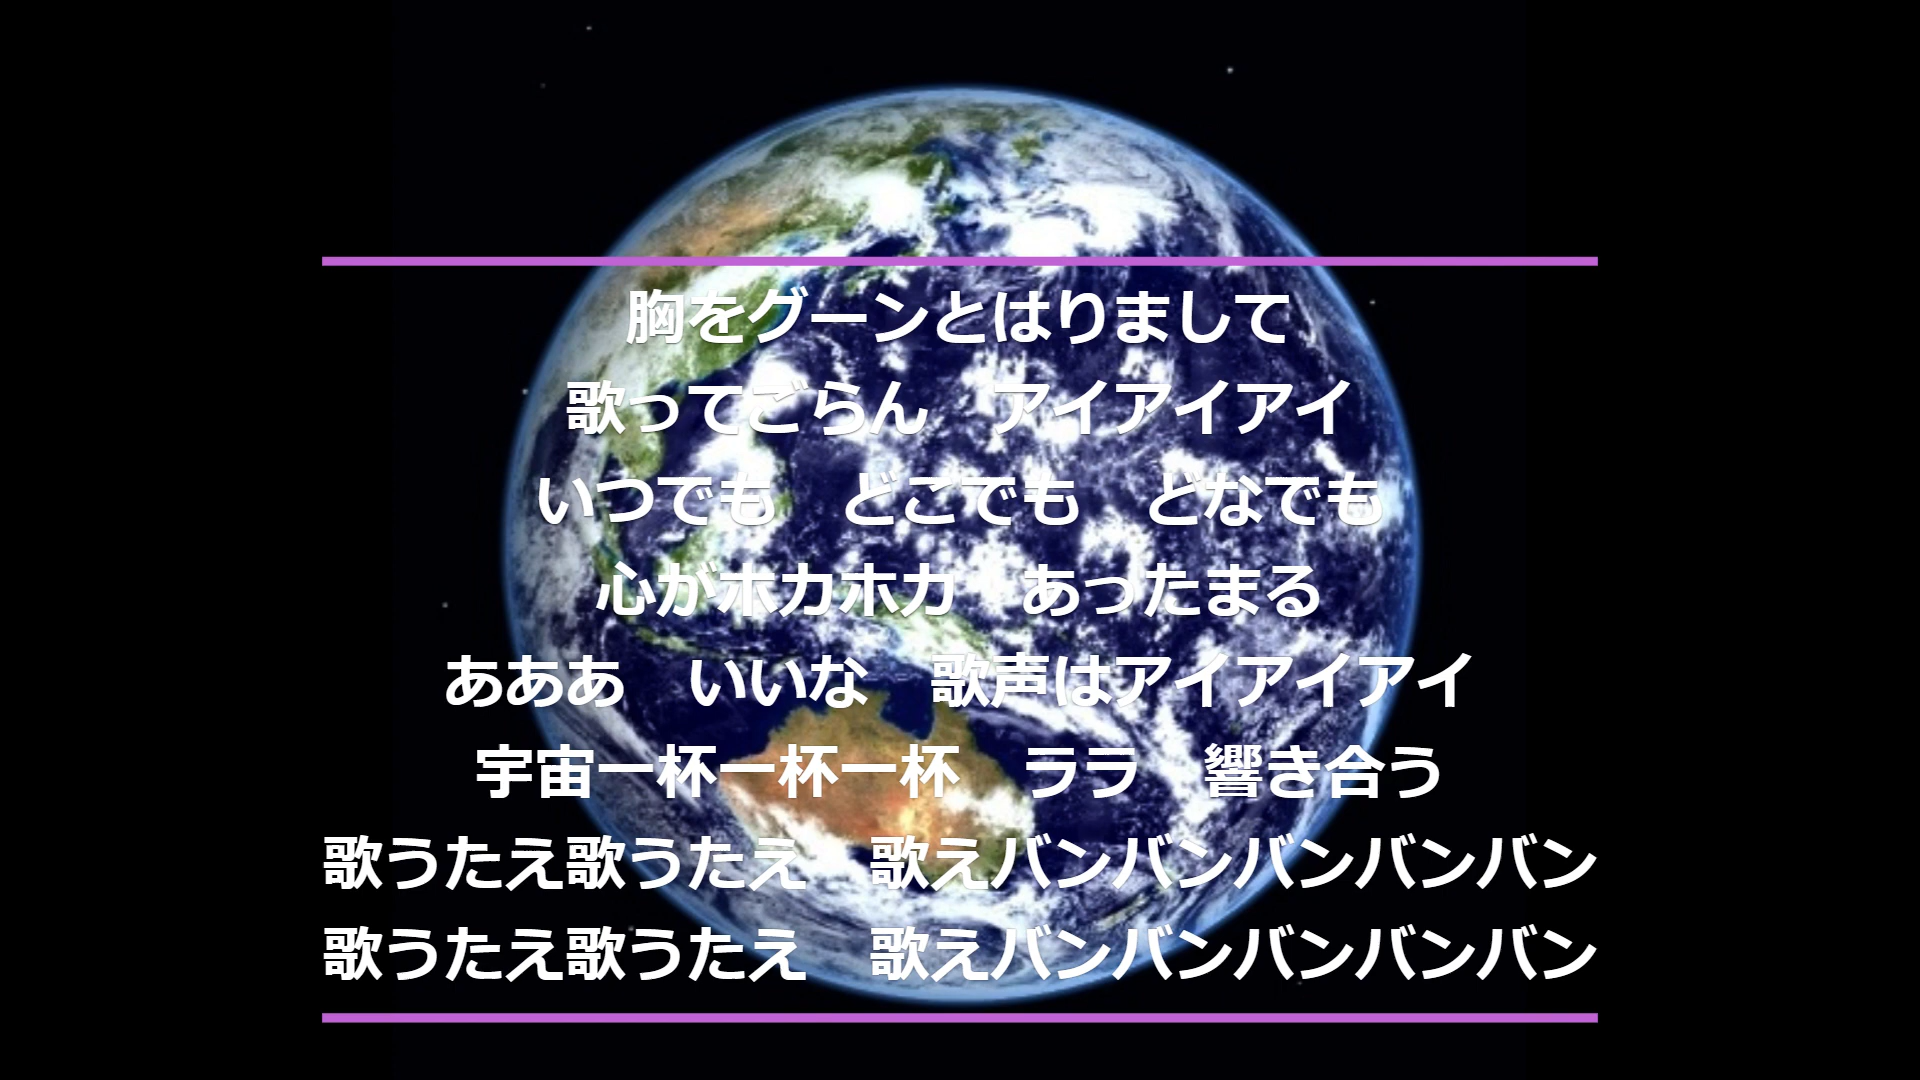 胸をグーンとはりまして
歌ってごらん　アイアイアイ
いつでも　どこでも　どなでも
心がホカホカ　あったまる
あああ　いいな　歌声はアイアイアイ
宇宙一杯一杯一杯　ララ　響き合う
歌うたえ歌うたえ　歌えバンバンバンバンバン
歌うたえ歌うたえ　歌えバンバンバンバンバン